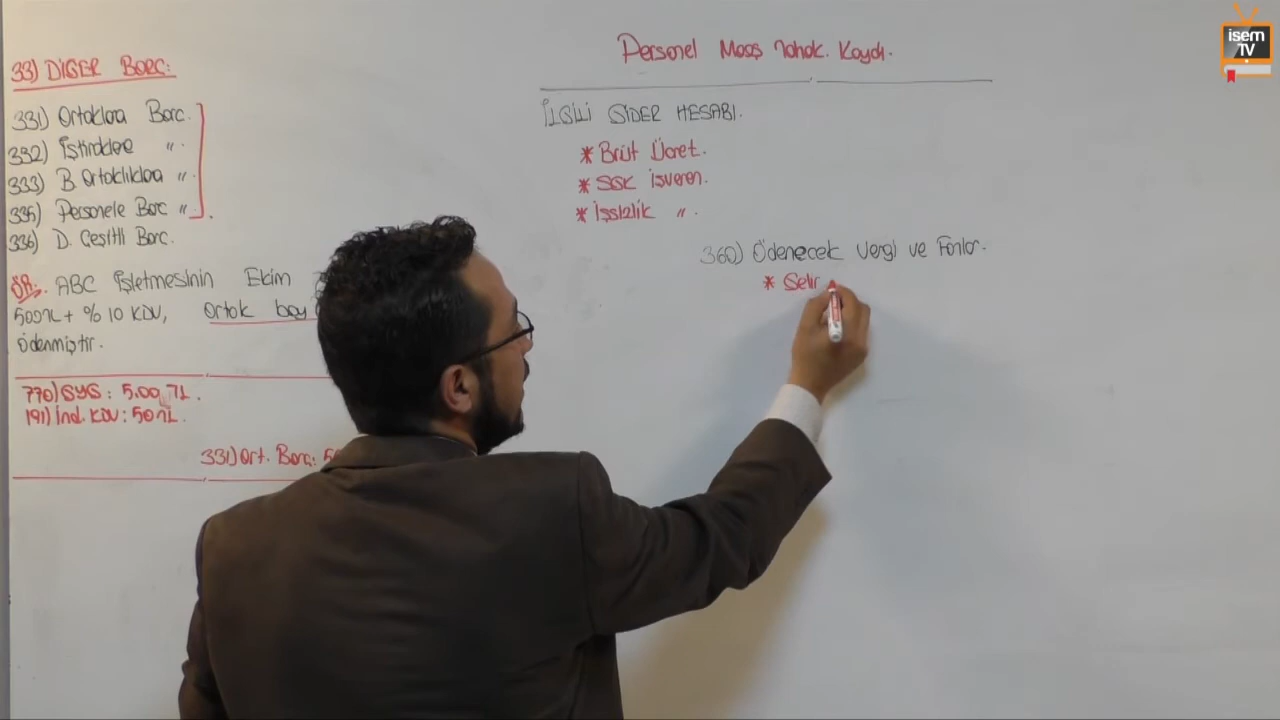 33) DİĞER BORÇ:
331) Ortaklara Borç.
332) İştiraklere "
333) B. Ortaklıklara "
335) Personele Borç "
336) D. Çeşitli Borç.
ÖR: ABC İşletmesinin Ekim
500TL + %10 KDV, Ortak
ödenmiştir.
770) GYG: 5.00,TL.
191) İnd. KDV: 50TL.
331) Ort. Borç:
Personel Maaş Tahak. Kaydı.
İLGİLİ GİDER HESABI.
* Brüt Ücret.
* SGK İşveren.
* İşsizlik ".
360) Ödenecek Vergi ve Fonlar.
* Gelir
isem
TV